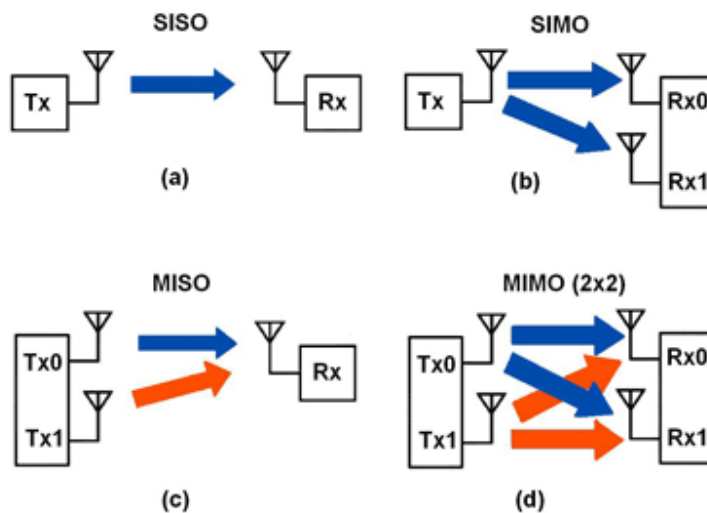 SISO
Tx
Rx
(a)
SIMO
Tx
Rx0
Rx1
(b)
MISO
Tx0
Tx1
Rx
(c)
MIMO (2x2)
Tx0
Tx1
Rx0
Rx1
(d)